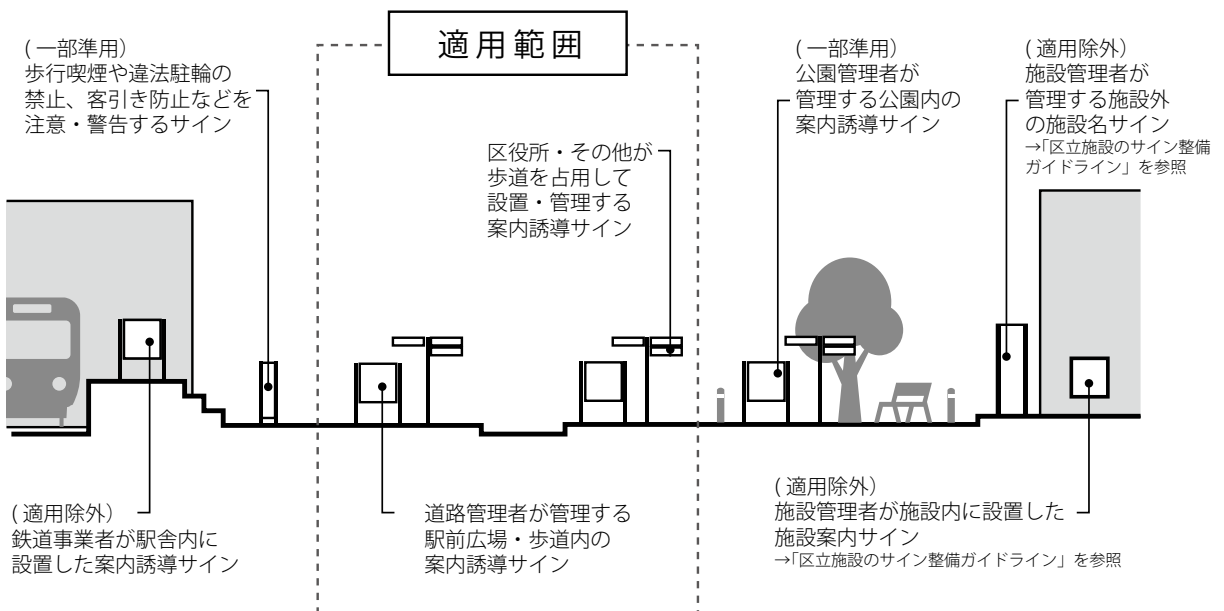 適用範囲
(一部準用)
歩行喫煙や違法駐輪の
禁止、客引き防止などを
注意・警告するサイン
区役所・その他が
歩道を占用して
設置・管理する
案内誘導サイン
(一部準用)
公園管理者が
管理する公園内の
案内誘導サイン
(適用除外)
施設管理者が
管理する施設外
の施設名サイン
→「区立施設のサイン整備
ガイドライン」を参照
(適用除外)
鉄道事業者が駅舎内に
設置した案内誘導サイン
道路管理者が管理する
駅前広場・歩道内の
案内誘導サイン
(適用除外)
施設管理者が施設内に設置した
施設案内サイン
→「区立施設のサイン整備ガイドライン」を参照